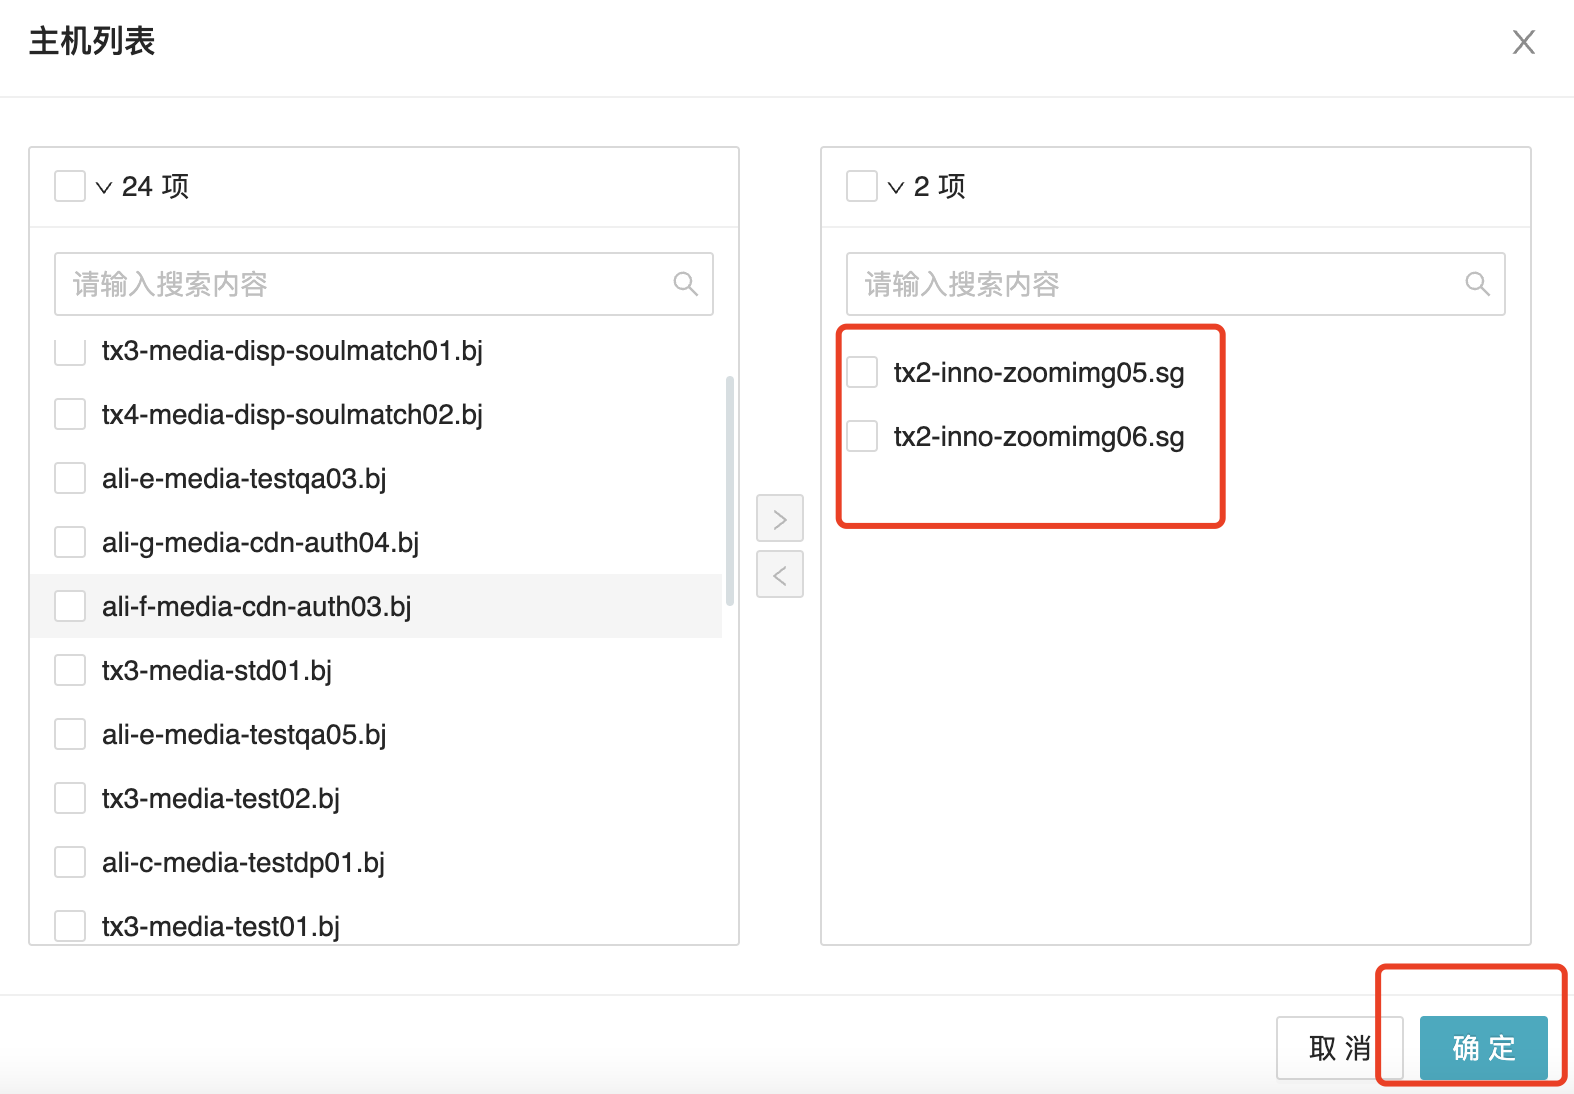 主机列表
24 项
请输入搜索内容
tx3-media-disp-soulmatch01.bj
tx4-media-disp-soulmatch02.bj
ali-e-media-testqa03.bj
ali-g-media-cdn-auth04.bj
ali-f-media-cdn-auth03.bj
tx3-media-std01.bj
ali-e-media-testqa05.bj
tx3-media-test02.bj
ali-c-media-testdp01.bj
tx3-media-test01.bj
2 项
请输入搜索内容
tx2-inno-zoomimg05.sg
tx2-inno-zoomimg06.sg
取 消
确 定